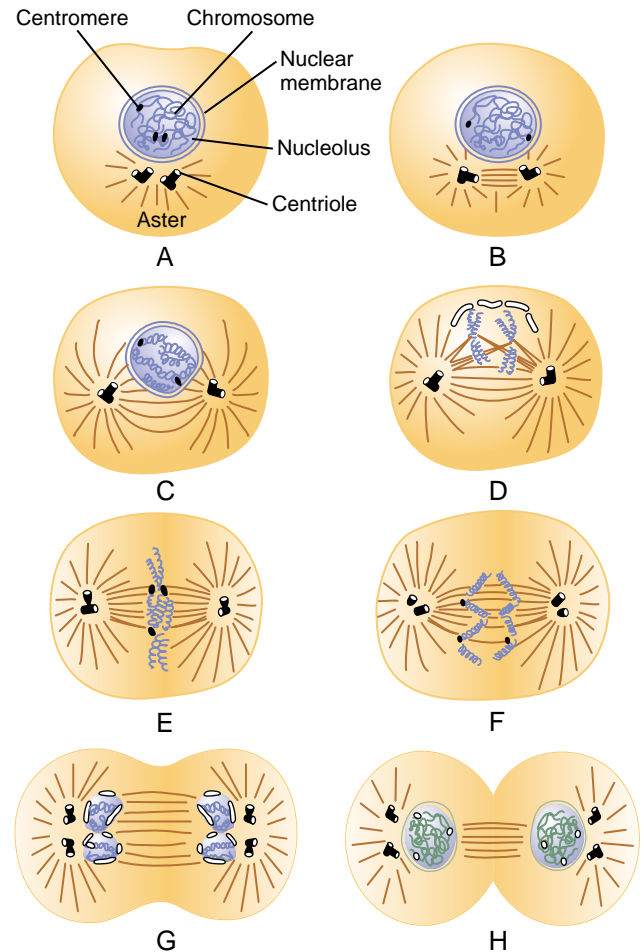 Centromere
Chromosome
Nuclear
membrane
Nucleolus
Centriole
Aster
A
B
C
D
E
F
G
H